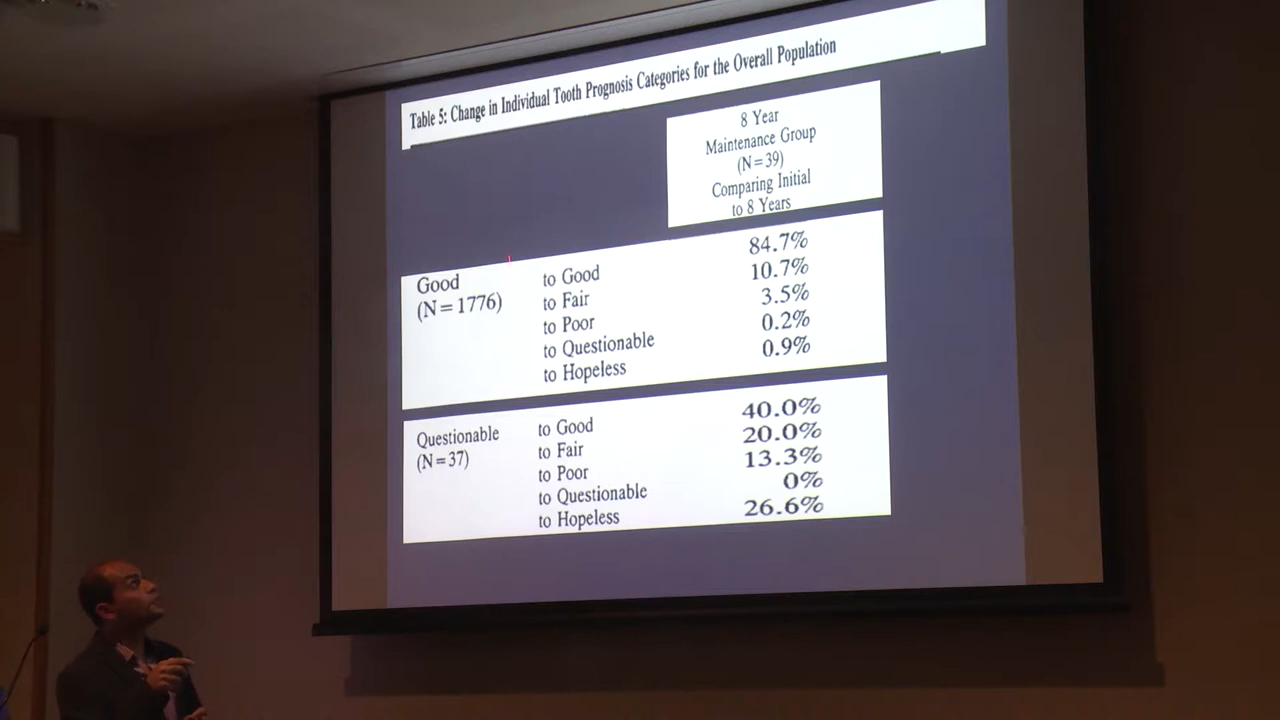 Table 5: Change in Individual Tooth Prognosis Categories for the Overall Population
8 Year
Maintenance Group
(N=39)
Comparing Initial
to 8 Years
Good
(N=1776)
to Good 84.7%
to Fair 10.7%
to Poor 3.5%
to Questionable 0.2%
to Hopeless 0.9%
Questionable
(N=37)
to Good 40.0%
to Fair 20.0%
to Poor 13.3%
to Questionable 0%
to Hopeless 26.6%